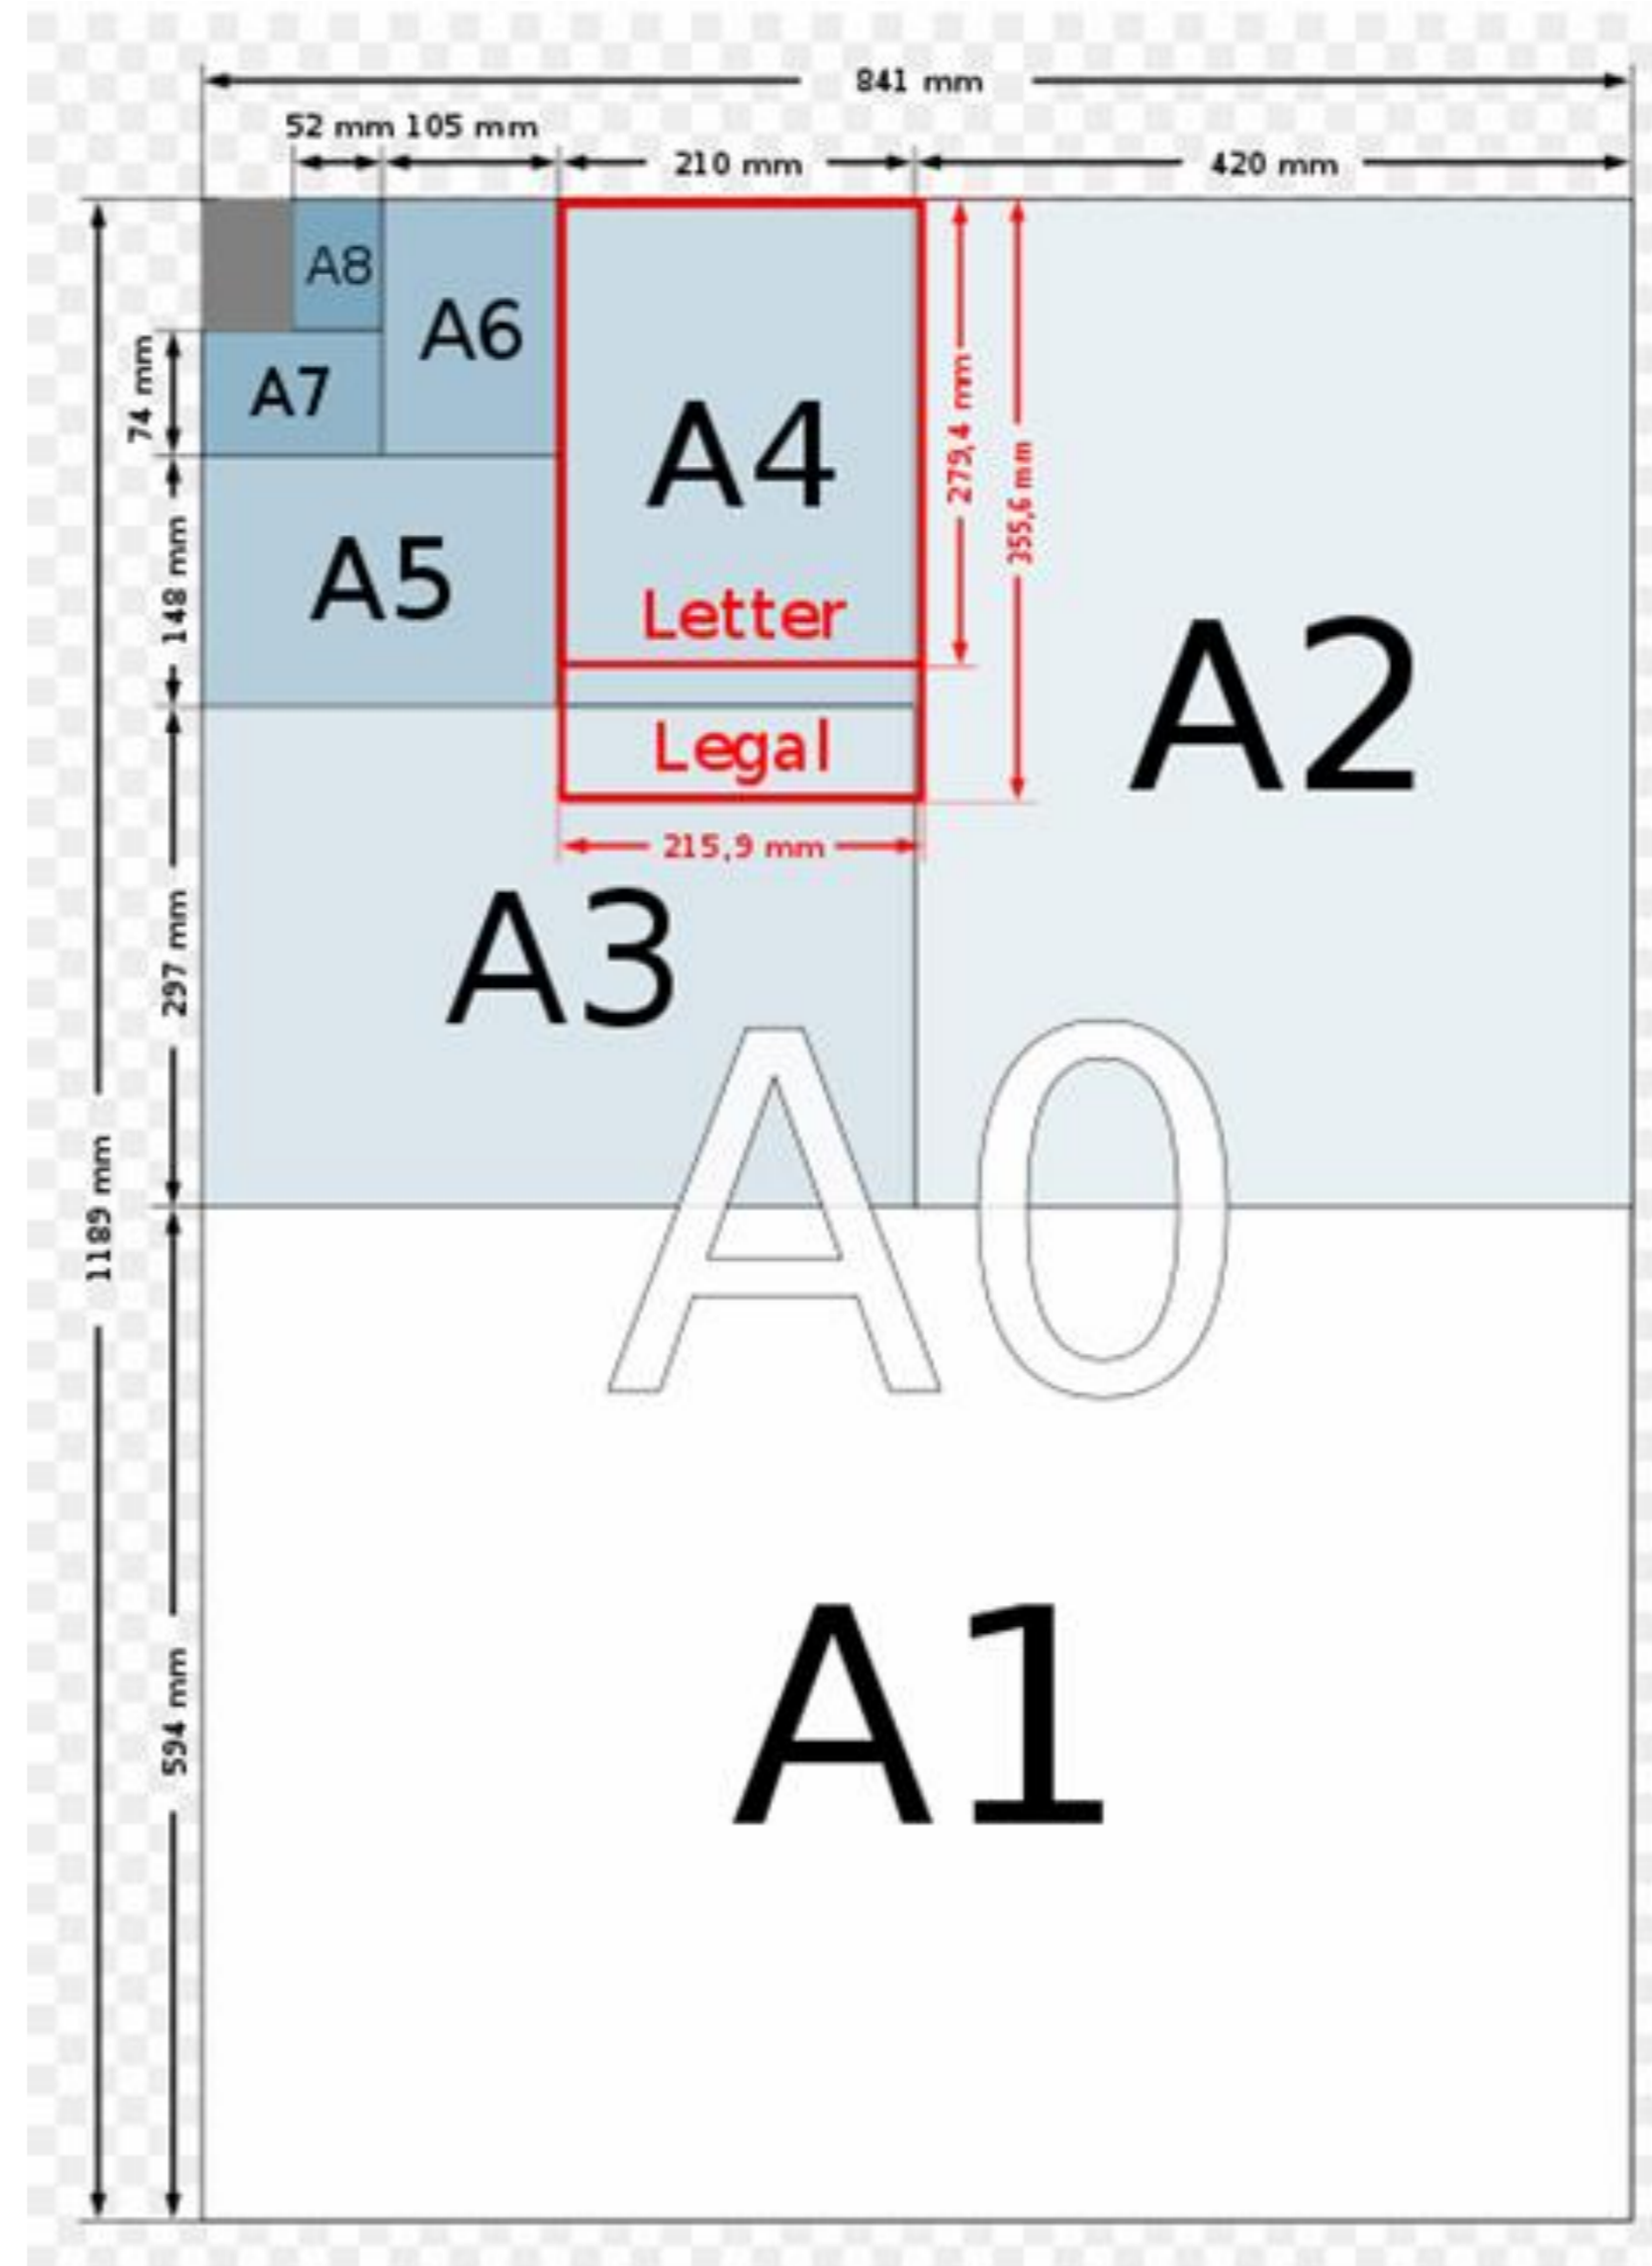 841 mm
52 mm 105 mm
210 mm
420 mm
A8
A6
A7
74 mm
A4
279,4 mm
355,6 mm
A5
148 mm
Letter
A2
Legal
215,9 mm
A3
297 mm
A0
1189 mm
A1
594 mm